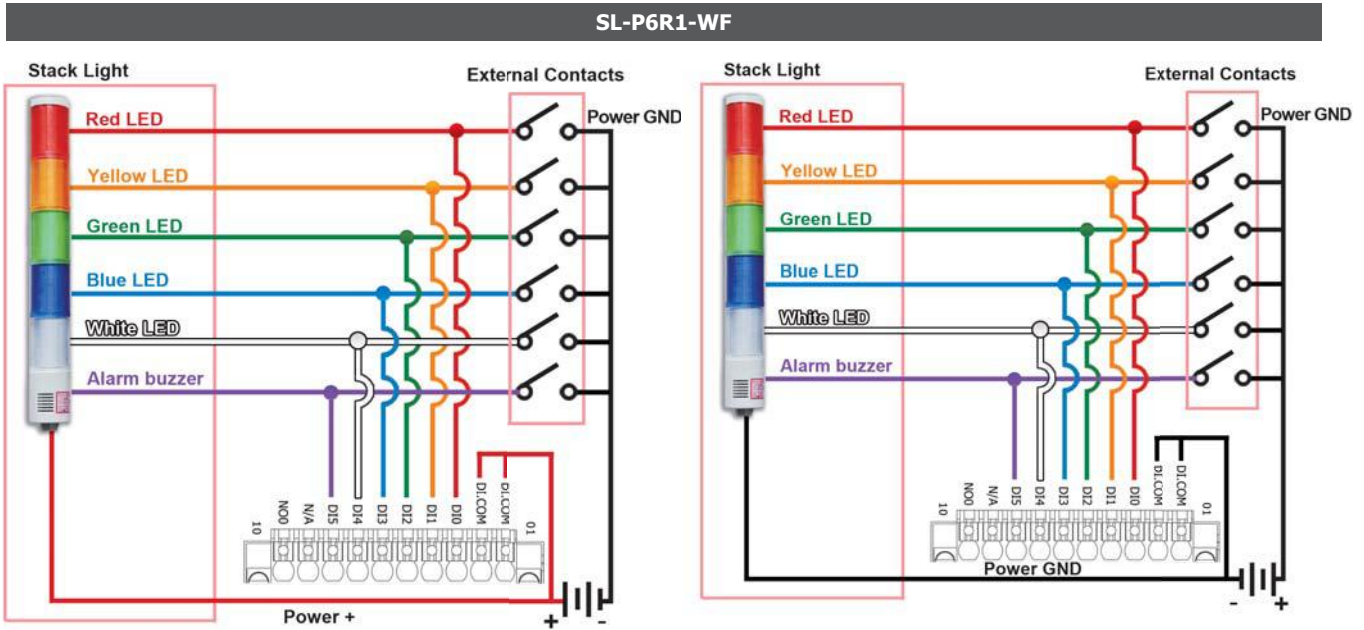 SL-P6R1-WF
Stack Light
External Contacts
Power GND
Red LED
Yellow LED
Green LED
Blue LED
White LED
Alarm buzzer
NO0
N/A
DI5
DI4
DI3
DI2
DI1
DI0
DI.COM
DI.COM
10
01
Power +
+
-
Stack Light
External Contacts
Power GND
Red LED
Yellow LED
Green LED
Blue LED
White LED
Alarm buzzer
NO0
N/A
DI5
DI4
DI3
DI2
DI1
DI0
DI.COM
DI.COM
10
01
Power GND
-
+